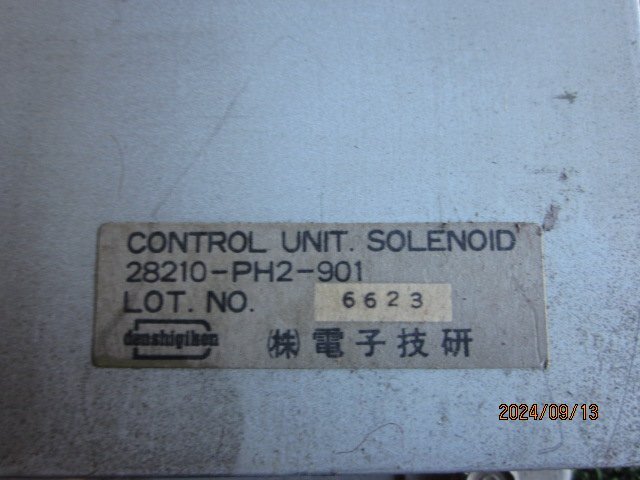 CONTROL UNIT. SOLENOID
28210-PH2-901
LOT. NO. 6623
denshigiken ㈱ 電子技研
2024/09/13